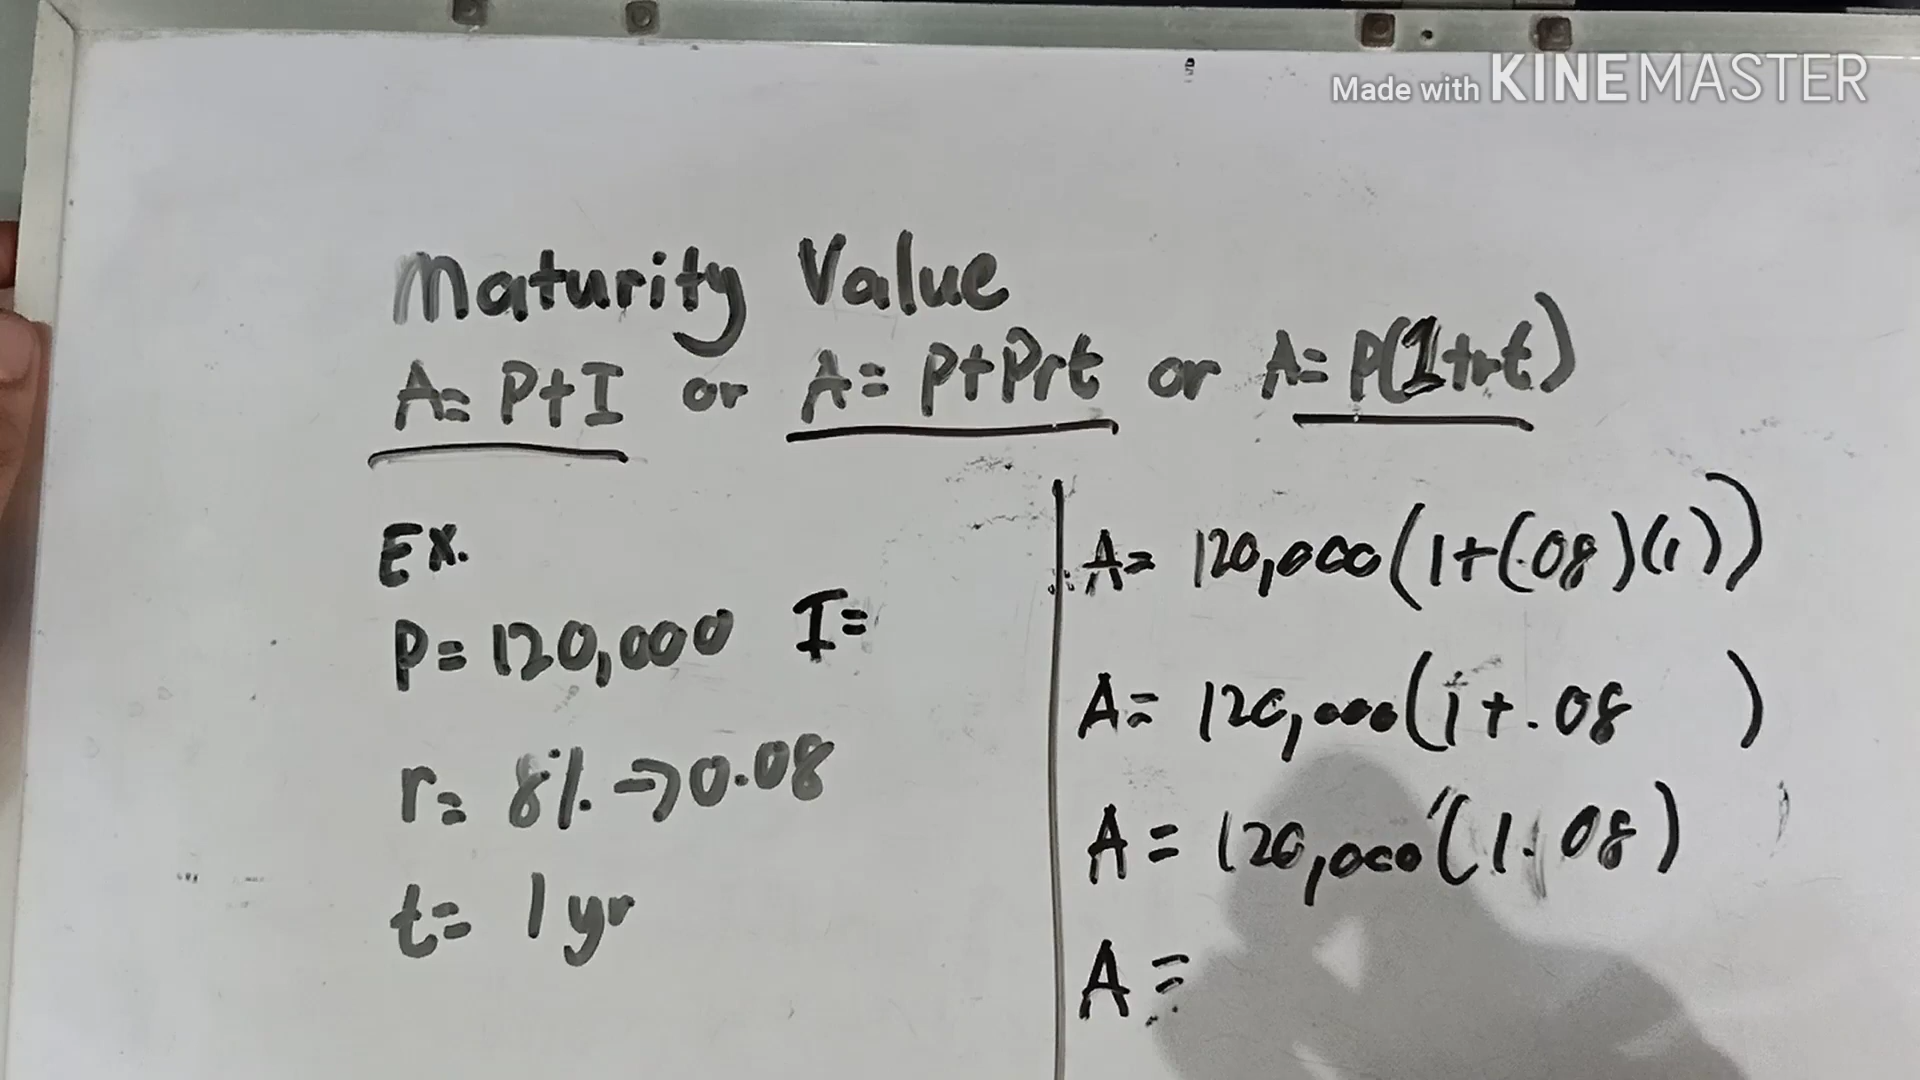 Made with KINEMASTER
Maturity Value
A= P+I or A= P+Prt or A= P(1+rt)
Ex.
P= 120,000 I=
r= 8% → 0.08
t= 1 yr
A= 120,000(1+(.08)(1))
A= 120,000(1+.08 )
A= 120,000(1.08)
A=